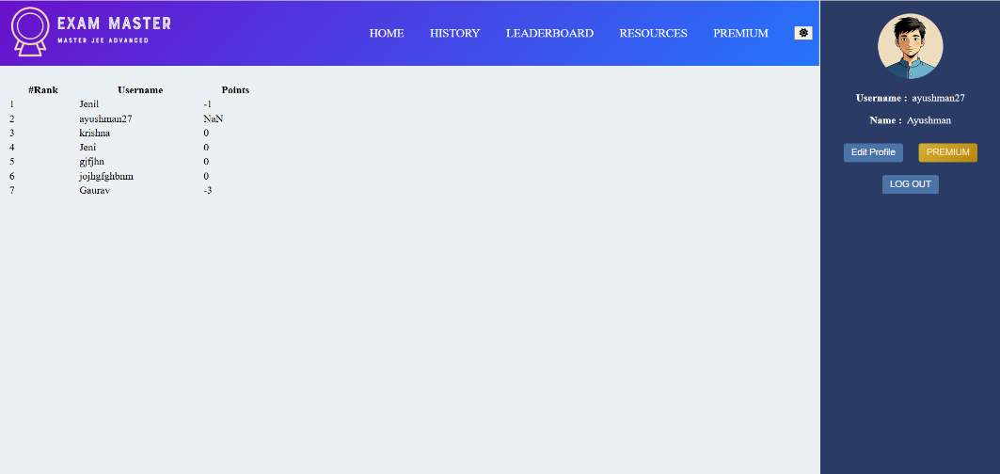 EXAM MASTER
MASTER JEE ADVANCED
HOME HISTORY LEADERBOARD RESOURCES PREMIUM
#Rank Username Points
1 Jenil -1
2 ayushman27 NaN
3 krishna 0
4 Jeni 0
5 gjfjhn 0
6 jojhgfghbnm 0
7 Gaurav -3
Username : ayushman27
Name : Ayushman
Edit Profile PREMIUM
LOG OUT